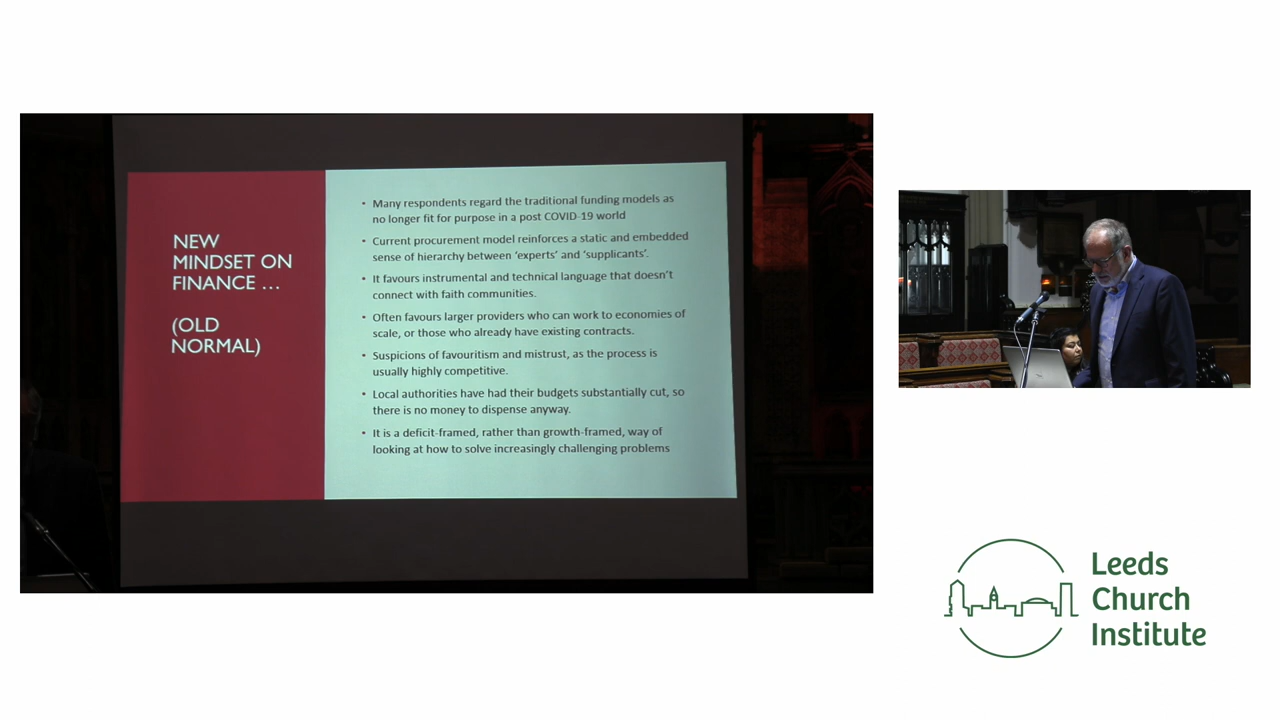 NEW
MINDSET ON
FINANCE ...
(OLD
NORMAL)
• Many respondents regard the traditional funding models as
no longer fit for purpose in a post COVID-19 world
• Current procurement model reinforces a static and embedded
sense of hierarchy between ‘experts’ and ‘supplicants’.
• It favours instrumental and technical language that doesn’t
connect with faith communities.
• Often favours larger providers who can work to economies of
scale, or those who already have existing contracts.
• Suspicions of favouritism and mistrust, as the process is
usually highly competitive.
• Local authorities have had their budgets substantially cut, so
there is no money to dispense anyway.
• It is a deficit-framed, rather than growth-framed, way of
looking at how to solve increasingly challenging problems
Leeds
Church
Institute